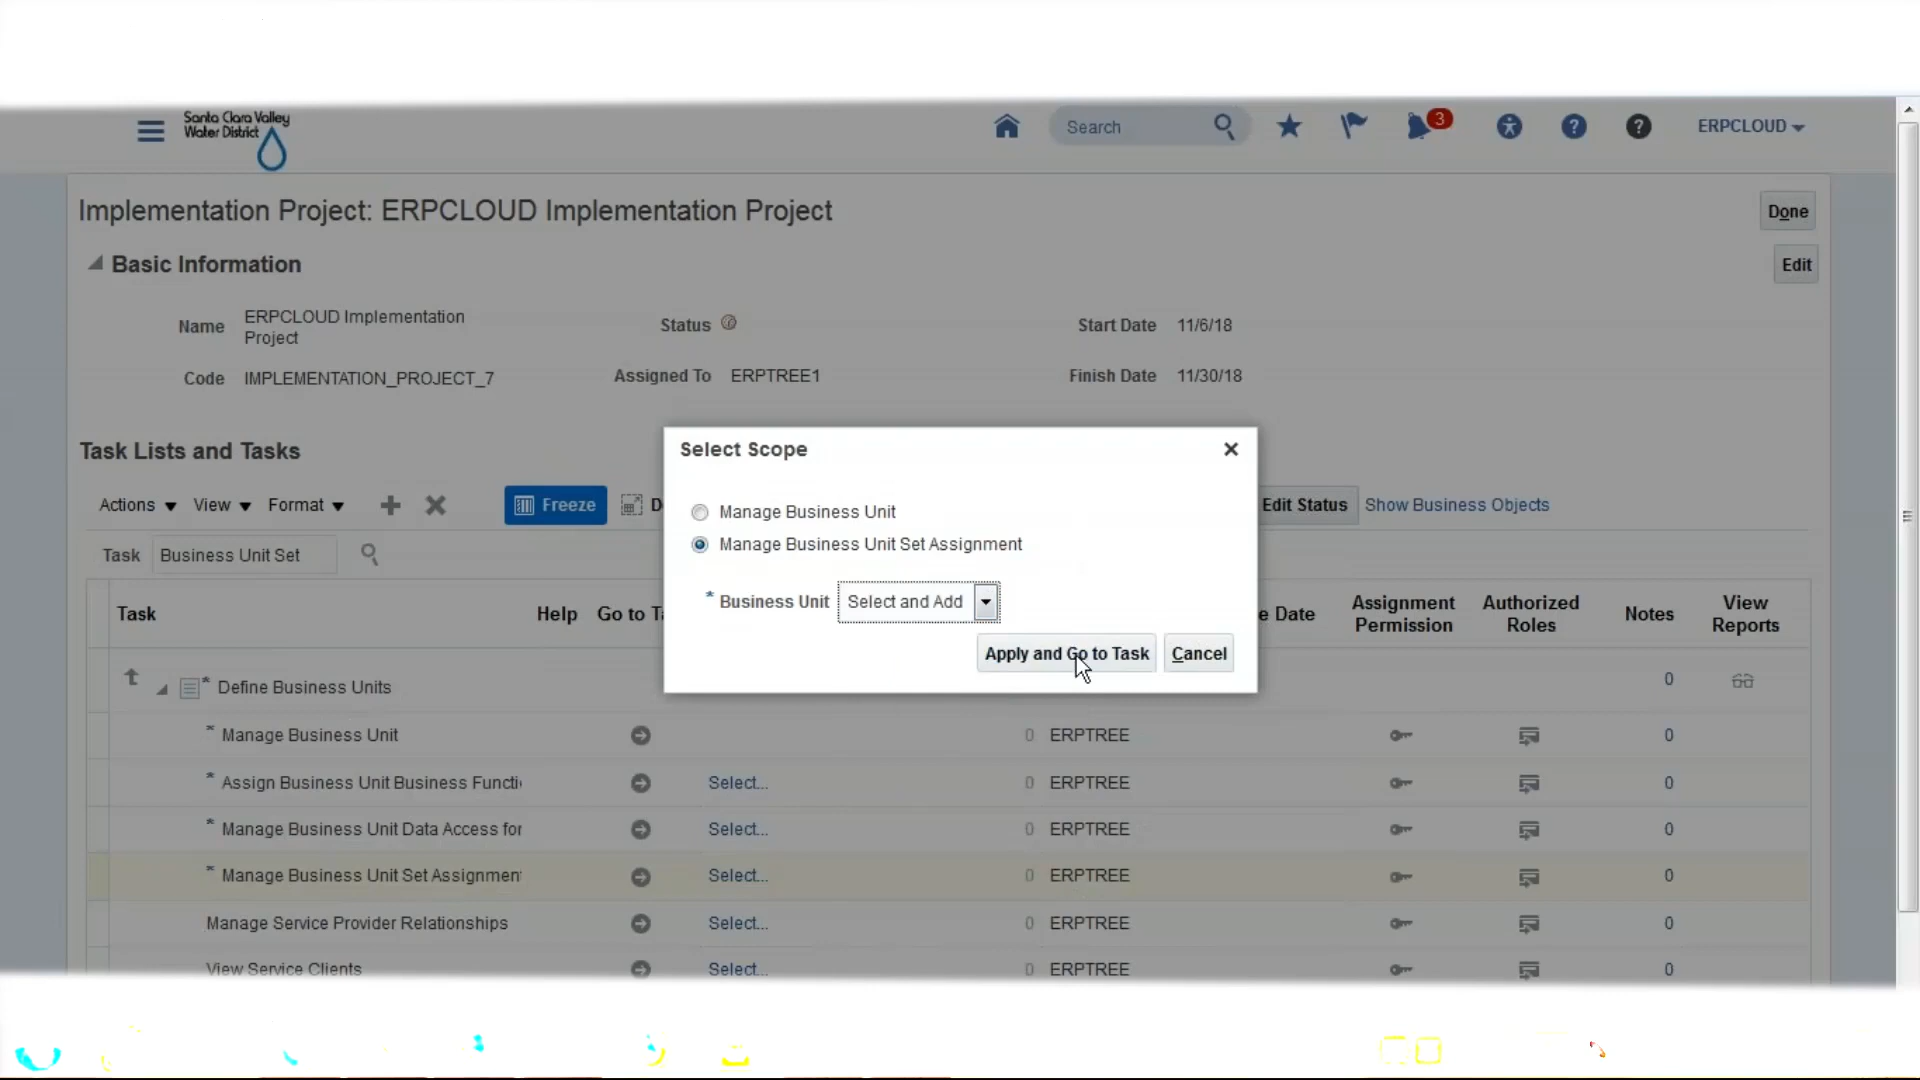 Santa Clara Valley
Water District
Search
3
ERPCLOUD
Implementation Project: ERPCLOUD Implementation Project
Done
Basic Information
Edit
Name ERPCLOUD Implementation Project
Status
Start Date 11/6/18
Code IMPLEMENTATION_PROJECT_7
Assigned To ERPTREE1
Finish Date 11/30/18
Task Lists and Tasks
Actions View Format Freeze Edit Status Show Business Objects
Task Business Unit Set
Select Scope
Manage Business Unit
Manage Business Unit Set Assignment
* Business Unit Select and Add
Apply and Go to Task Cancel
Task Help Go to Ta e Date Assignment Permission Authorized Roles Notes View Reports
* Define Business Units 0
* Manage Business Unit 0 ERPTREE 0
* Assign Business Unit Business Functi Select... 0 ERPTREE 0
* Manage Business Unit Data Access for Select... 0 ERPTREE 0
* Manage Business Unit Set Assignment Select... 0 ERPTREE 0
Manage Service Provider Relationships Select... 0 ERPTREE 0
View Service Clients Select... 0 ERPTREE 0